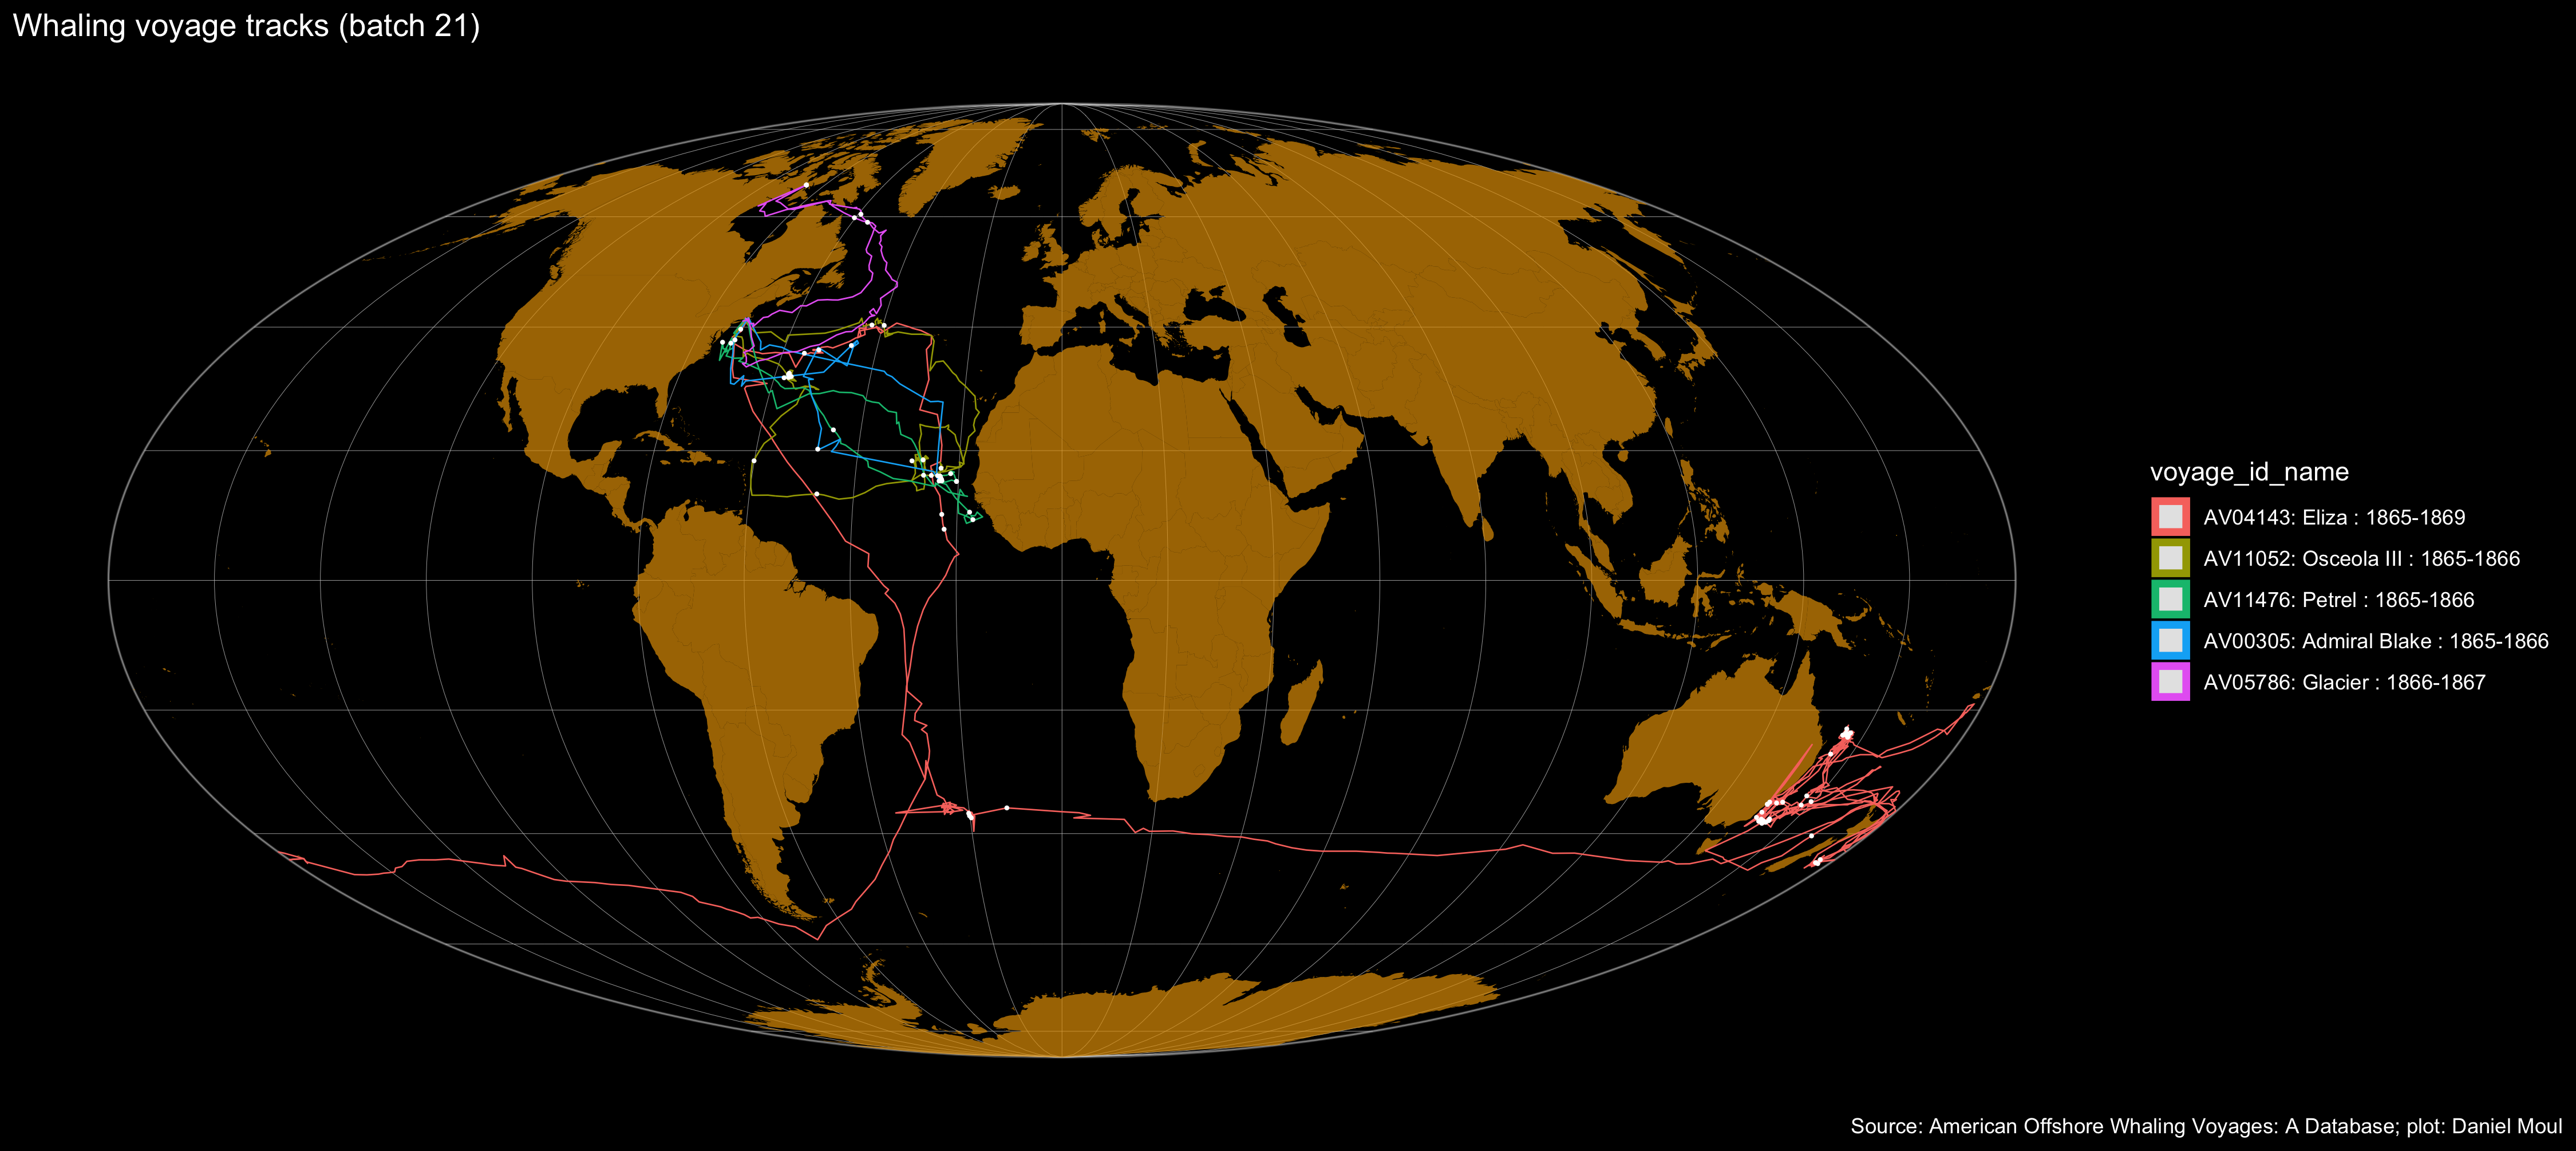 Whaling voyage tracks (batch 21)
voyage_id_name
AV04143: Eliza : 1865-1869
AV11052: Osceola III : 1865-1866
AV11476: Petrel : 1865-1866
AV00305: Admiral Blake : 1865-1866
AV05786: Glacier : 1866-1867
Source: American Offshore Whaling Voyages: A Database; plot: Daniel Moul